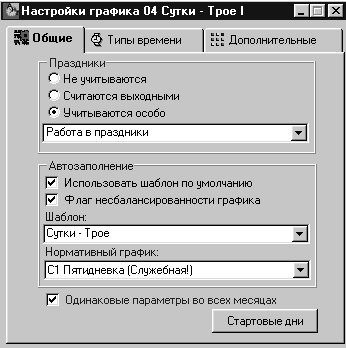 Настройки графика 04 Сутки - Трое I
Общие
Типы времени
Дополнительные
Праздники
Не учитываются
Считаются выходными
Учитываются особо
Работа в праздники
Автозаполнение
Использовать шаблон по умолчанию
Флаг несбалансированности графика
Шаблон:
Сутки - Трое
Нормативный график:
С1 Пятидневка (Служебная!)
Одинаковые параметры во всех месяцах
Стартовые дни